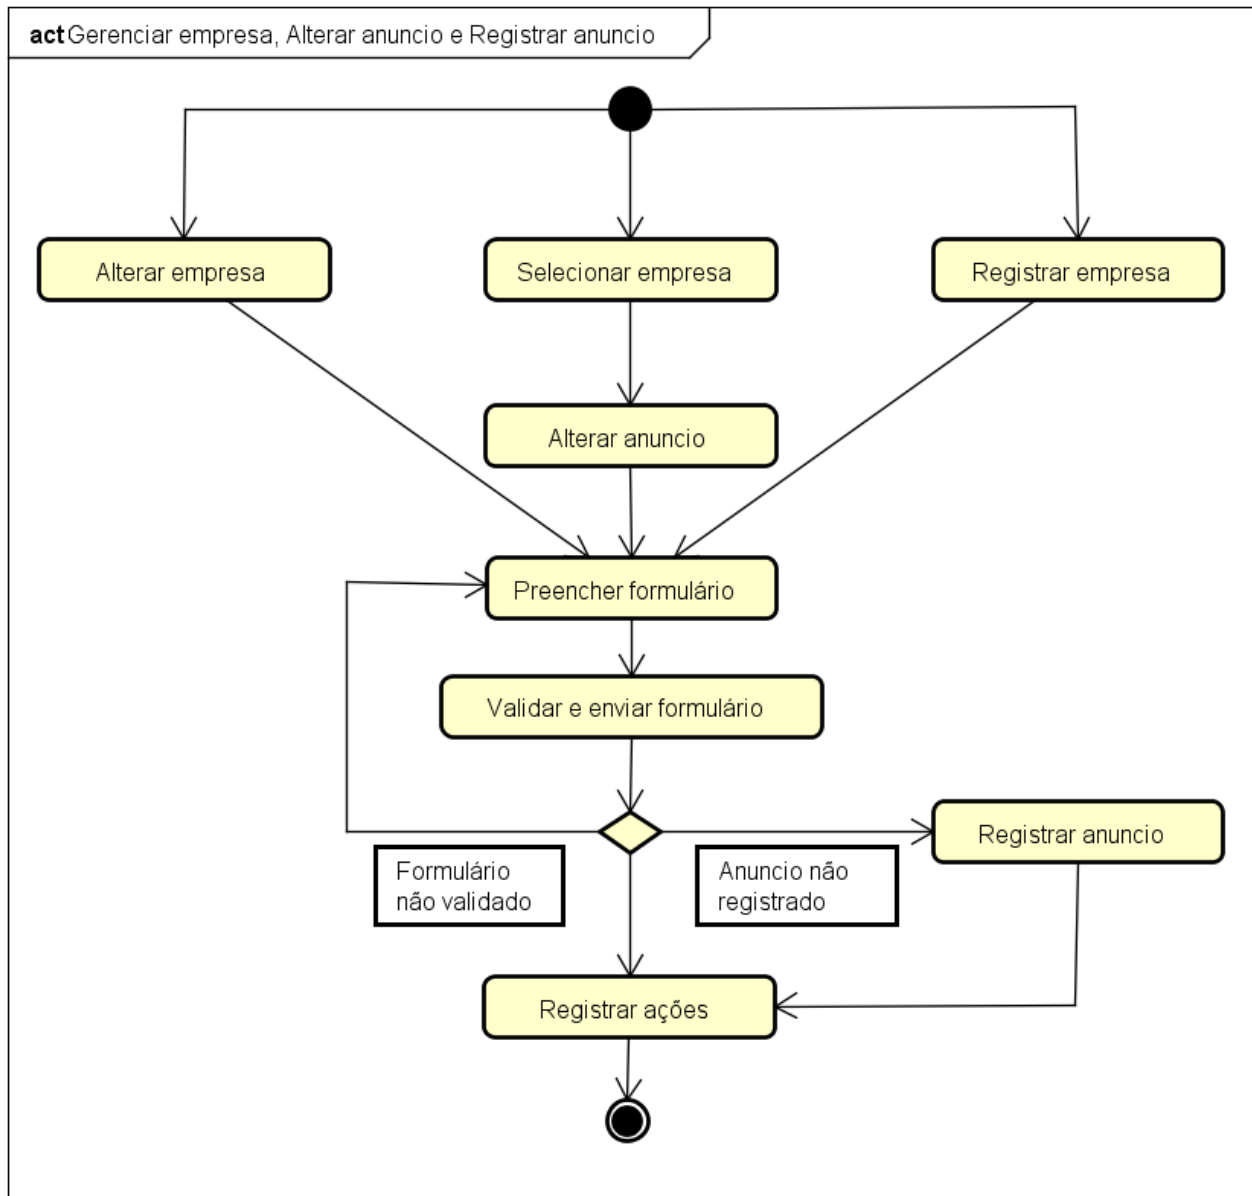 act Gerenciar empresa, Alterar anuncio e Registrar anuncio
Alterar empresa
Selecionar empresa
Registrar empresa
Alterar anuncio
Preencher formulário
Validar e enviar formulário
Registrar anuncio
Formulário
não validado
Anuncio não
registrado
Registrar ações